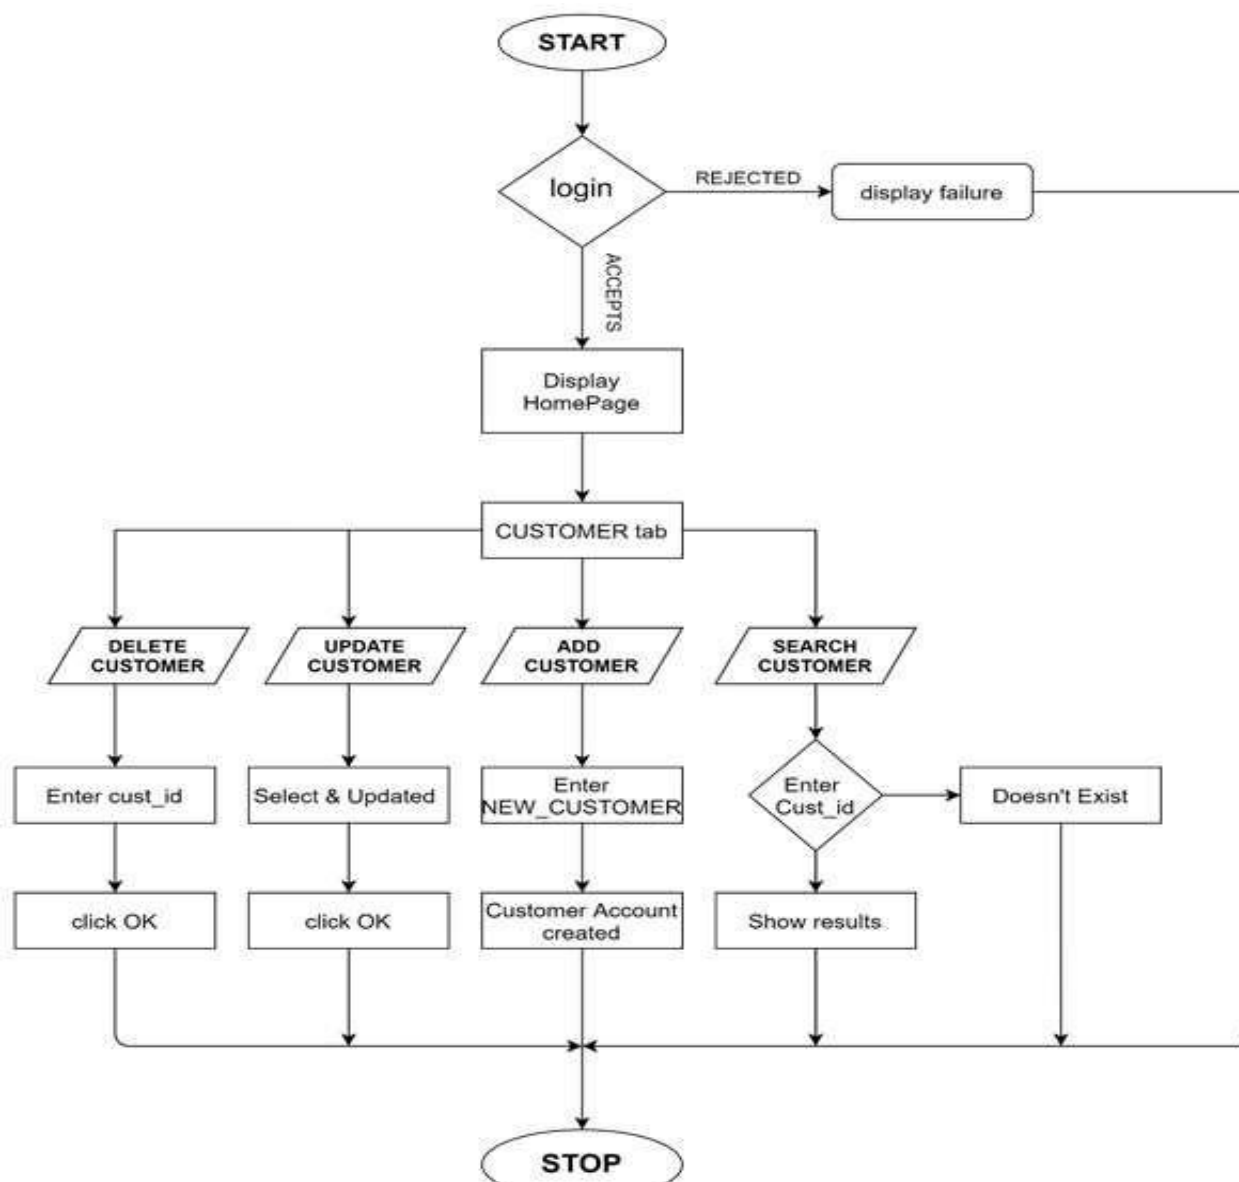 START
login
REJECTED
display failure
ACCEPTS
Display
HomePage
CUSTOMER tab
DELETE
CUSTOMER
UPDATE
CUSTOMER
ADD
CUSTOMER
SEARCH
CUSTOMER
Enter cust_id
Select & Updated
Enter
NEW_CUSTOMER
Enter
Cust_id
Doesn't Exist
click OK
click OK
Customer Account
created
Show results
STOP